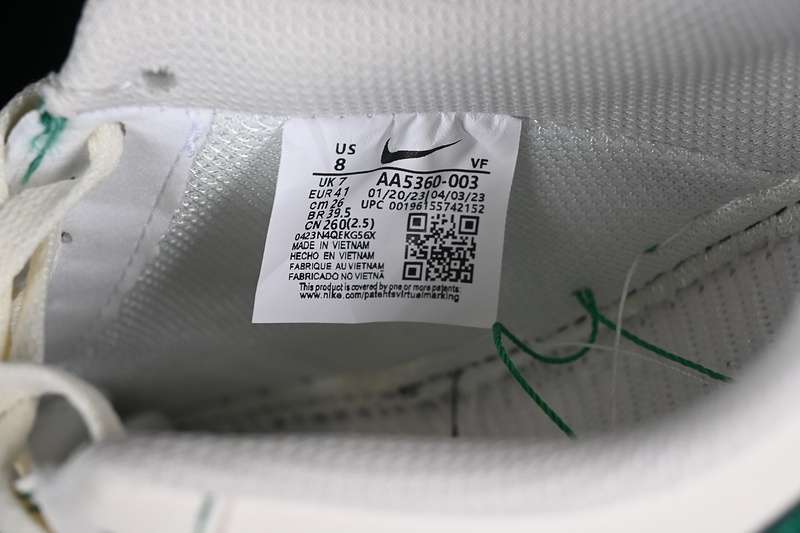 US
8
VF
UK 7
AA5360-003
EUR 41
01/20/23|04/03/23
cm 26
UPC 00196155742152
BR 39.5
CN 260(2.5)
0423N4QEKG56X
MADE IN VIETNAM
HECHO EN VIETNAM
FABRIQUE AU VIETNAM
FABRICADO NO VIETNÃ
This product is covered by one or more patents
www.nike.com/patentsvirtualmarking